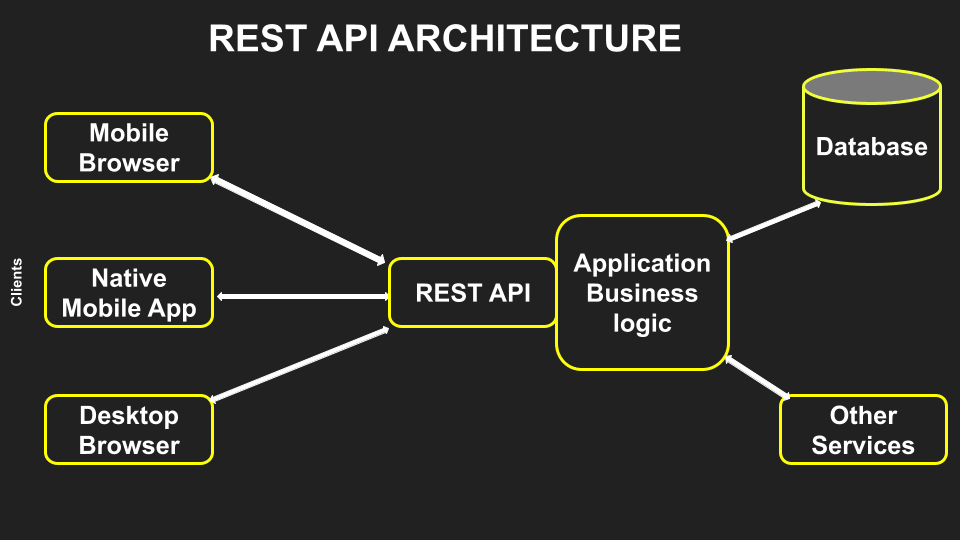 REST API ARCHITECTURE
Mobile
Browser
Clients
Native
Mobile App
Desktop
Browser
REST API
Application
Business
logic
Database
Other
Services